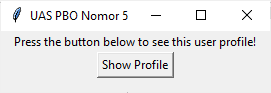 UAS PBO Nomor 5
Press the button below to see this user profile!
Show Profile